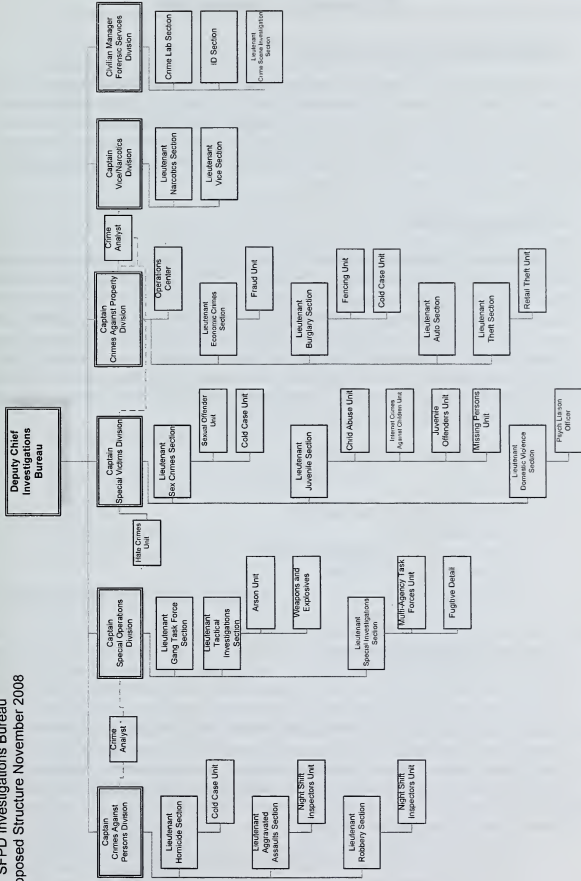 SFPD Investigations Bureau
Proposed Structure November 2008
Deputy Chief
Investigations
Bureau
Captain
Crimes Against
Persons Division
Lieutenant
Homicide Section
Cold Case Unit
Lieutenant
Aggravated
Assaults Section
Night Shift
Inspectors Unit
Lieutenant
Robbery Section
Night Shift
Inspectors Unit
Crime
Analyst
Captain
Special Operations
Division
Lieutenant
Gang Task Force
Section
Lieutenant
Tactical
Investigations
Section
Arson Unit
Weapons and
Explosives
Lieutenant
Special Investigations
Section
Multi-Agency Task
Forces Unit
Fugitive Detail
Hate Crimes
Unit
Captain
Special Victims Division
Lieutenant
Sex Crimes Section
Sexual Offender
Unit
Cold Case Unit
Lieutenant
Juvenile Section
Child Abuse Unit
Internet Crimes
Against Children Unit
Juvenile
Offenders Unit
Missing Persons
Unit
Lieutenant
Domestic Violence
Section
Psych Liaison
Officer
Captain
Crimes Against Property
Division
Operations
Center
Lieutenant
Economic Crimes
Section
Fraud Unit
Lieutenant
Burglary Section
Fencing Unit
Cold Case Unit
Lieutenant
Auto Section
Lieutenant
Theft Section
Retail Theft Unit
Crime
Analyst
Captain
Vice/Narcotics
Division
Lieutenant
Narcotics Section
Lieutenant
Vice Section
Civilian Manager
Forensic Services
Division
Crime Lab Section
ID Section
Lieutenant
Crime Scene Investigation
Section